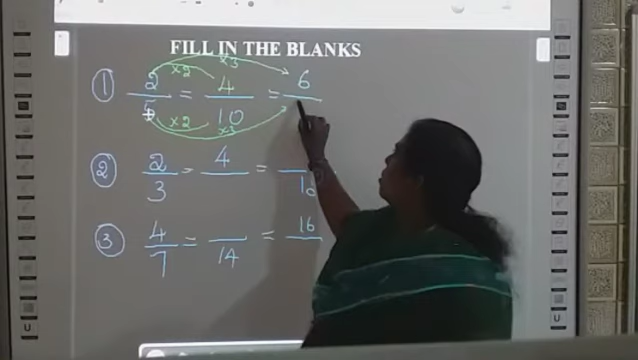 FILL IN THE BLANKS
① 2/5 = 4/10 = 6/
×2 ×3
×2 ×3
② 2/3 = 4/ = /1
③ 4/7 = /14 = 16/